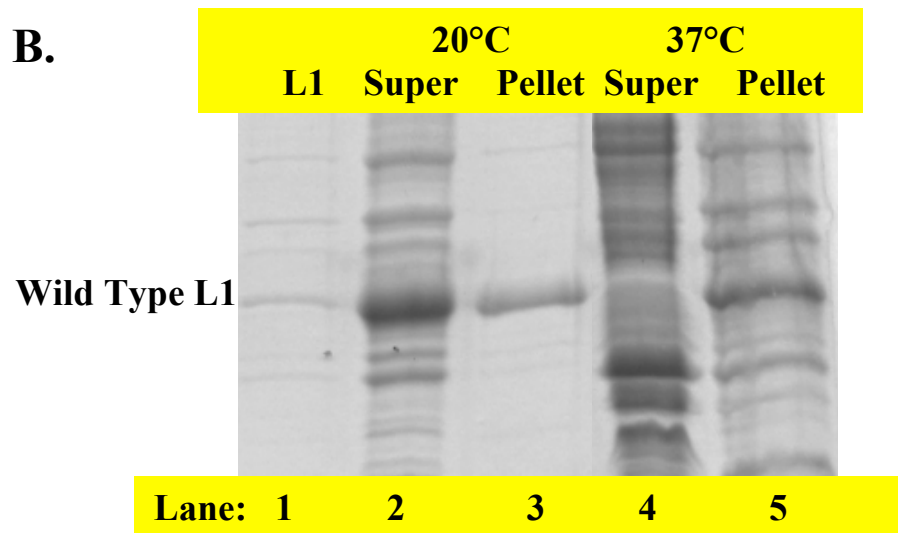 B.
20°C 37°C
L1 Super Pellet Super Pellet
Wild Type L1
Lane: 1 2 3 4 5